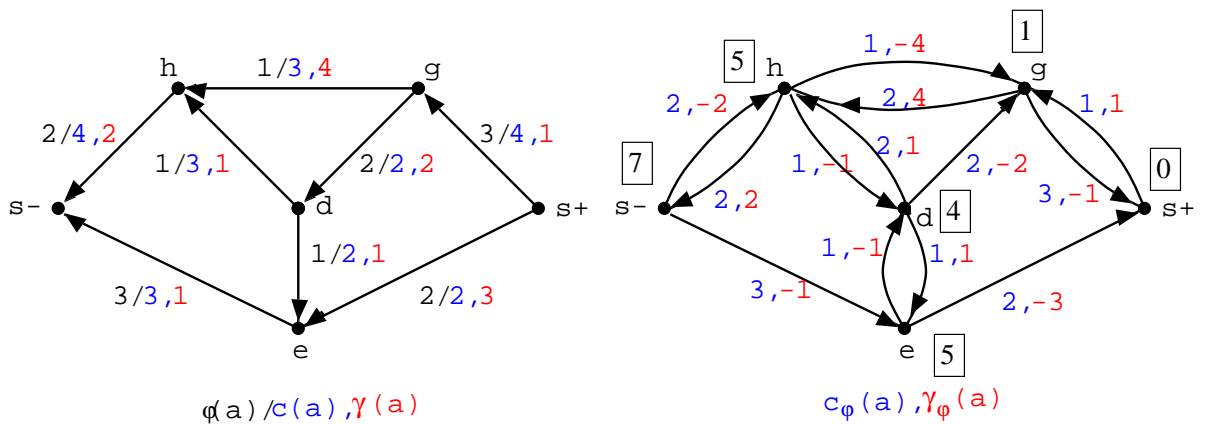 h
1/3,4
g
2/4,2
1/3,1
2/2,2
3/4,1
s-
d
s+
1/2,1
3/3,1
2/2,3
e
φ(a)/c(a),γ(a)
1,-4
1
5
h
g
2,-2
2,4
1,1
7
1,-1
2,1
2,-2
0
s-
2,2
d
4
3,-1
s+
1,-1
1,1
3,-1
2,-3
e
5
cφ(a),γφ(a)